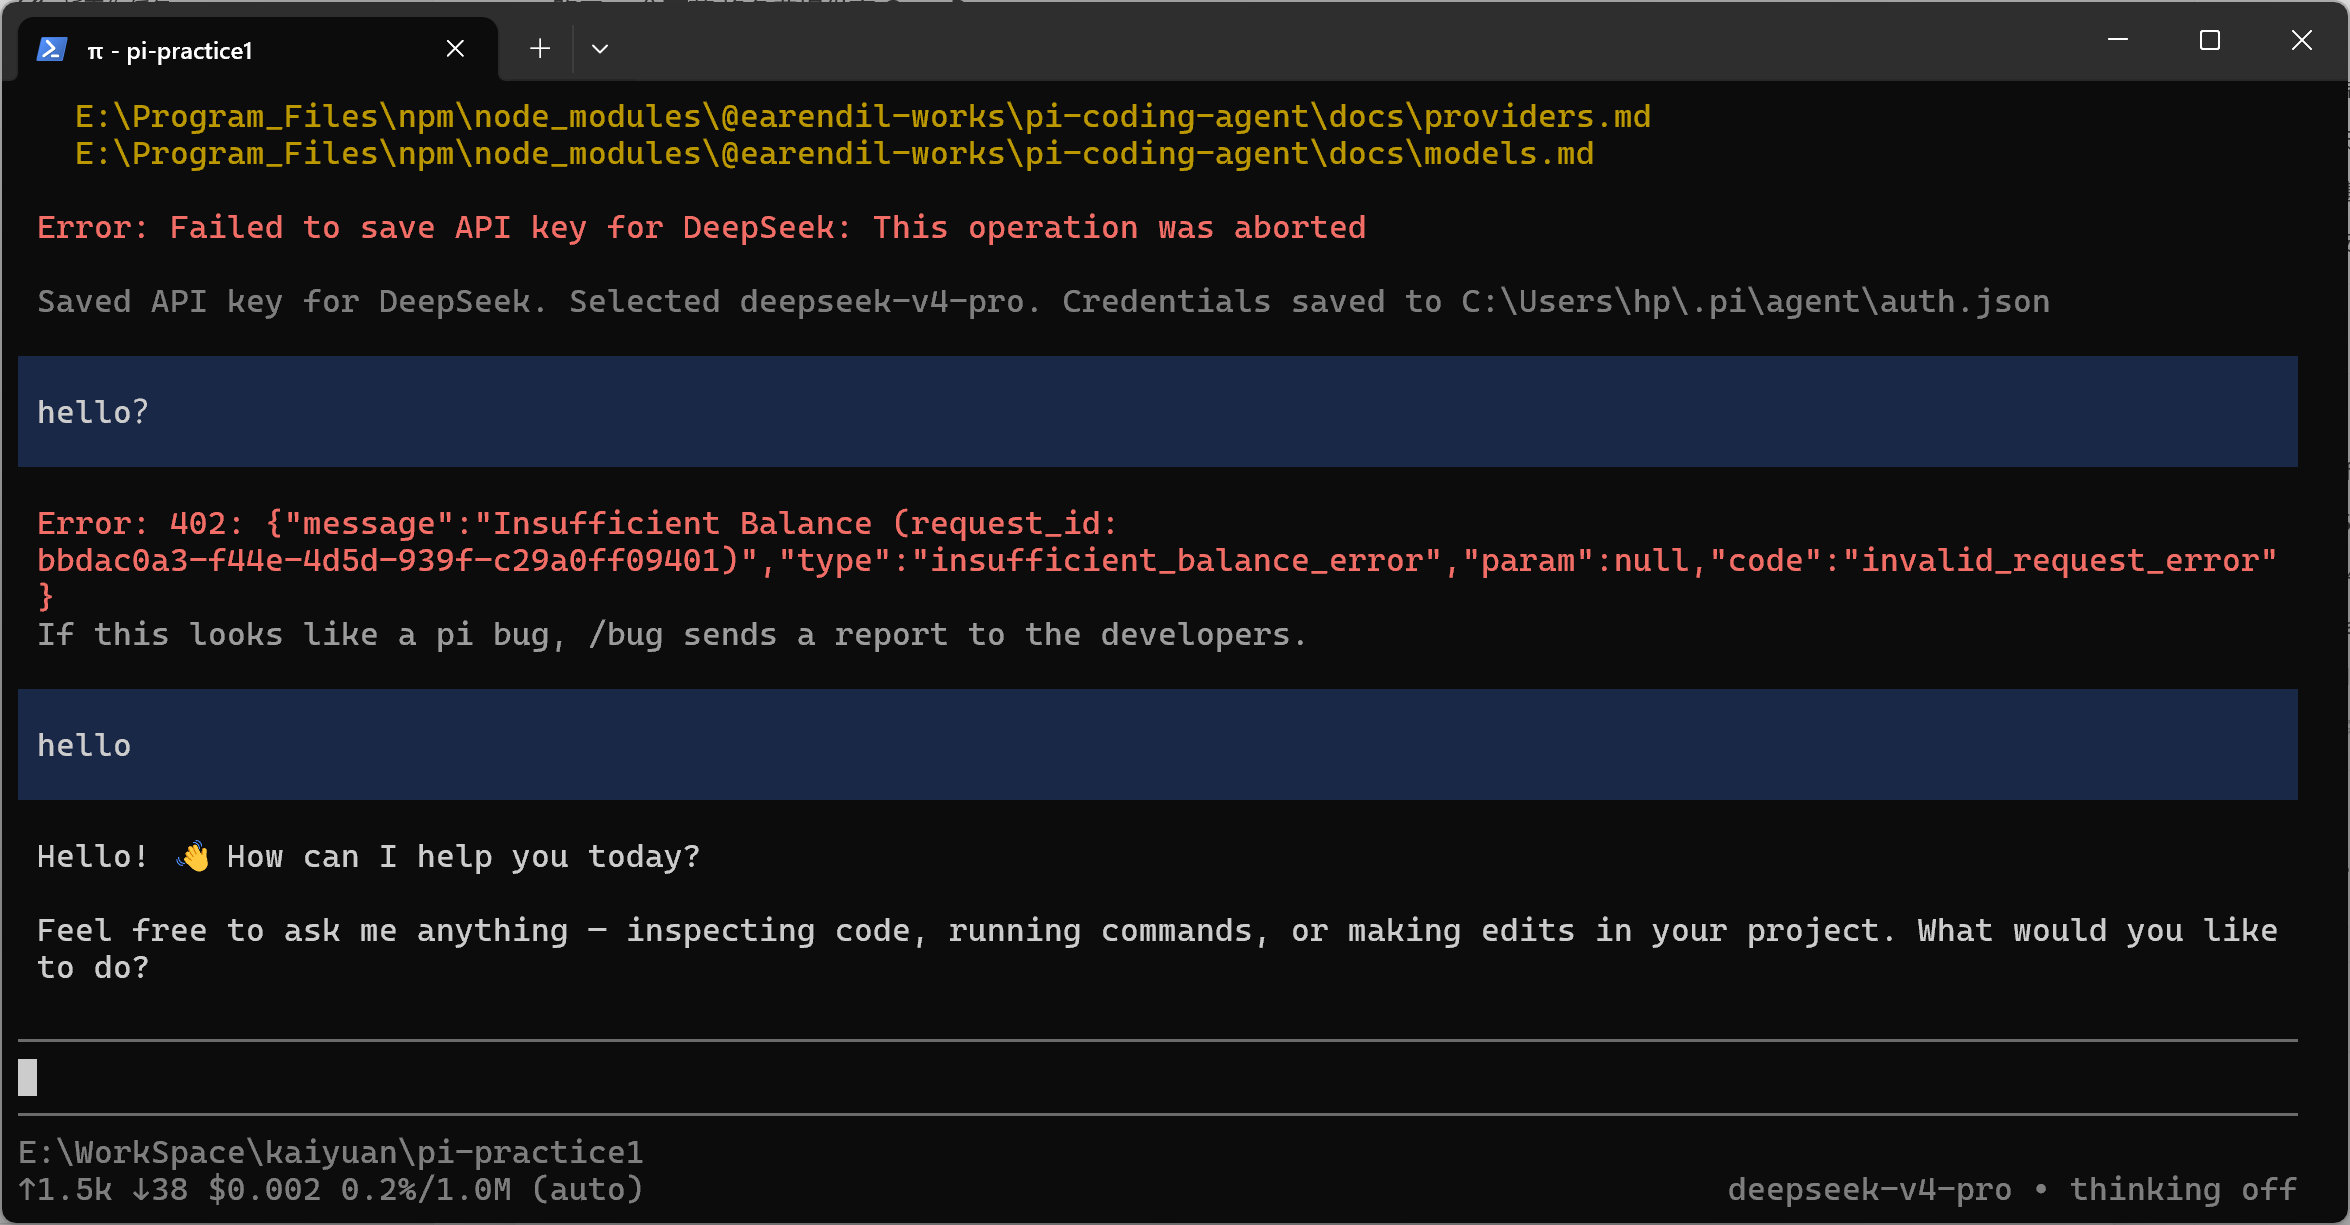 π - pi-practice1
E:\Program_Files\npm\node_modules\@earendil-works\pi-coding-agent\docs\providers.md
E:\Program_Files\npm\node_modules\@earendil-works\pi-coding-agent\docs\models.md
Error: Failed to save API key for DeepSeek: This operation was aborted
Saved API key for DeepSeek. Selected deepseek-v4-pro. Credentials saved to C:\Users\hp\.pi\agent\auth.json
hello?
Error: 402: {"message":"Insufficient Balance (request_id:
bbdac0a3-f44e-4d5d-939f-c29a0ff09401)","type":"insufficient_balance_error","param":null,"code":"invalid_request_error"
}
If this looks like a pi bug, /bug sends a report to the developers.
hello
Hello! 👋 How can I help you today?
Feel free to ask me anything — inspecting code, running commands, or making edits in your project. What would you like
to do?
E:\WorkSpace\kaiyuan\pi-practice1
↑1.5k ↓38 $0.002 0.2%/1.0M (auto)
deepseek-v4-pro • thinking off